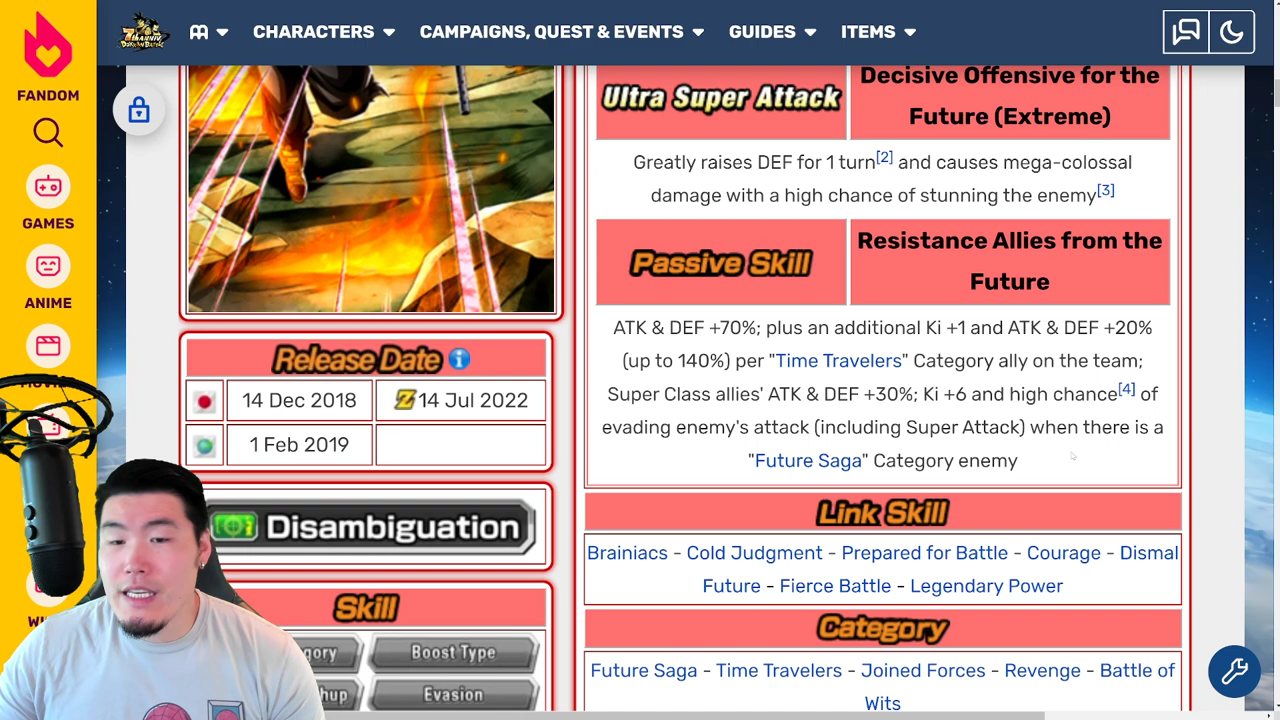 CHARACTERS
CAMPAIGNS, QUEST & EVENTS
GUIDES
ITEMS
FANDOM
GAMES
ANIME
Ultra Super Attack
Decisive Offensive for the
Future (Extreme)
Greatly raises DEF for 1 turn[2] and causes mega-colossal
damage with a high chance of stunning the enemy[3]
Passive Skill
Resistance Allies from the
Future
ATK & DEF +70%; plus an additional Ki +1 and ATK & DEF +20%
(up to 140%) per "Time Travelers" Category ally on the team;
Super Class allies' ATK & DEF +30%; Ki +6 and high chance[4] of
evading enemy's attack (including Super Attack) when there is a
"Future Saga" Category enemy
Release Date
14 Dec 2018
Z 14 Jul 2022
1 Feb 2019
Disambiguation
Skill
Boost Type
Evasion
Link Skill
Brainiacs - Cold Judgment - Prepared for Battle - Courage - Dismal
Future - Fierce Battle - Legendary Power
Category
Future Saga - Time Travelers - Joined Forces - Revenge - Battle of
Wits